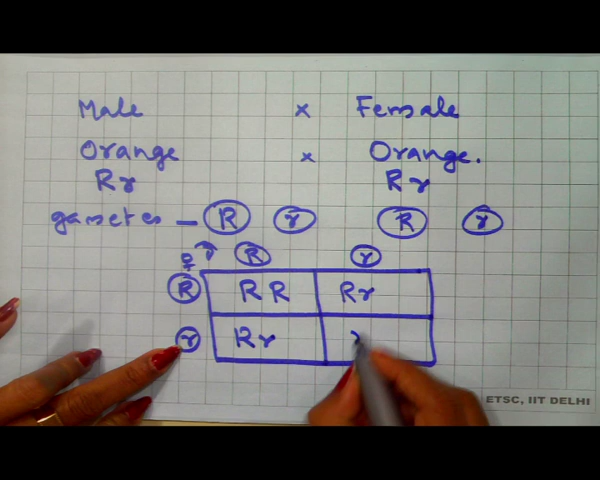 Male × Female
Orange × Orange.
Rr Rr
gametes — R r R r
♀ ♂ R r
R RR Rr
r Rr r
ETSC, IIT DELHI